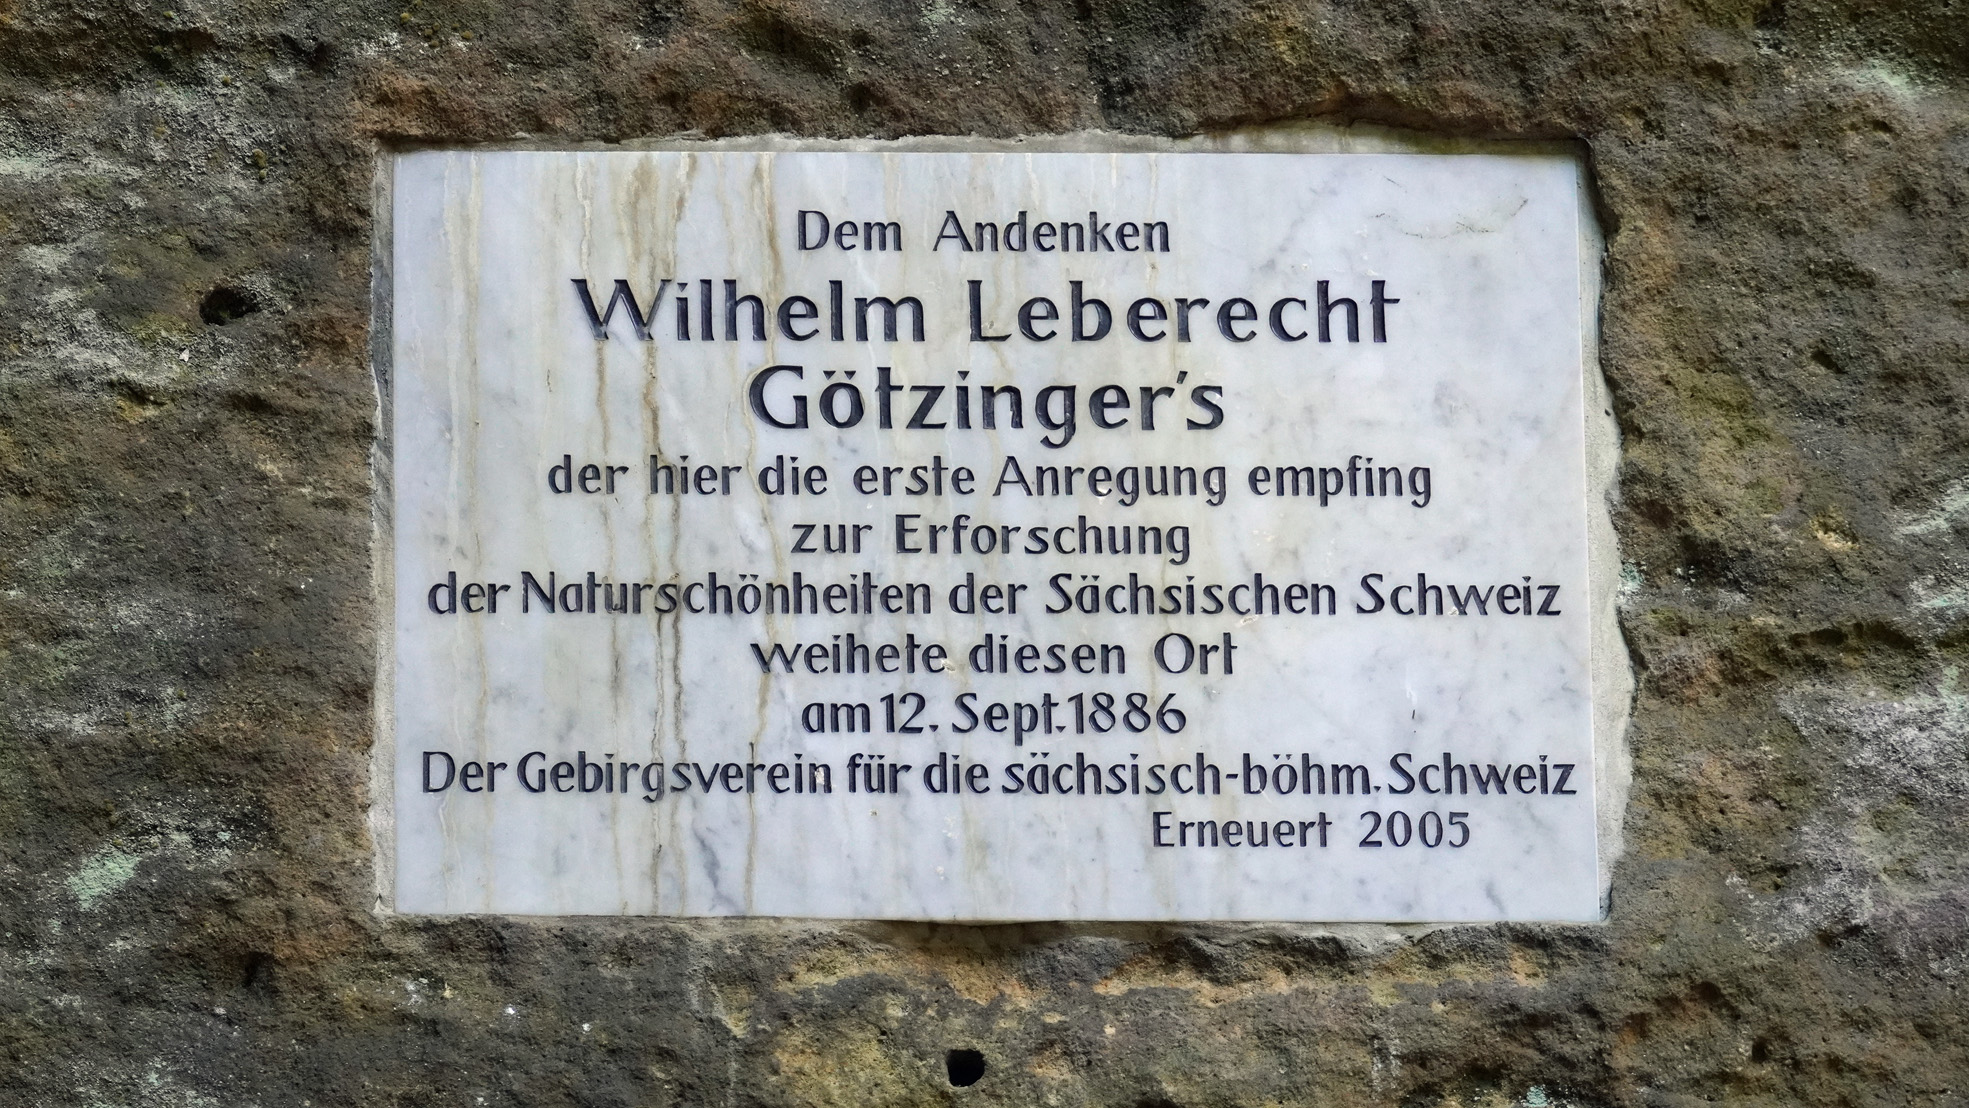 Dem Andenken
Wilhelm Leberecht
Götzinger's
der hier die erste Anregung empfing
zur Erforschung
der Naturschönheiten der Sächsischen Schweiz
weihete diesen Ort
am 12. Sept. 1886
Der Gebirgsverein für die sächsisch-böhm. Schweiz
Erneuert 2005